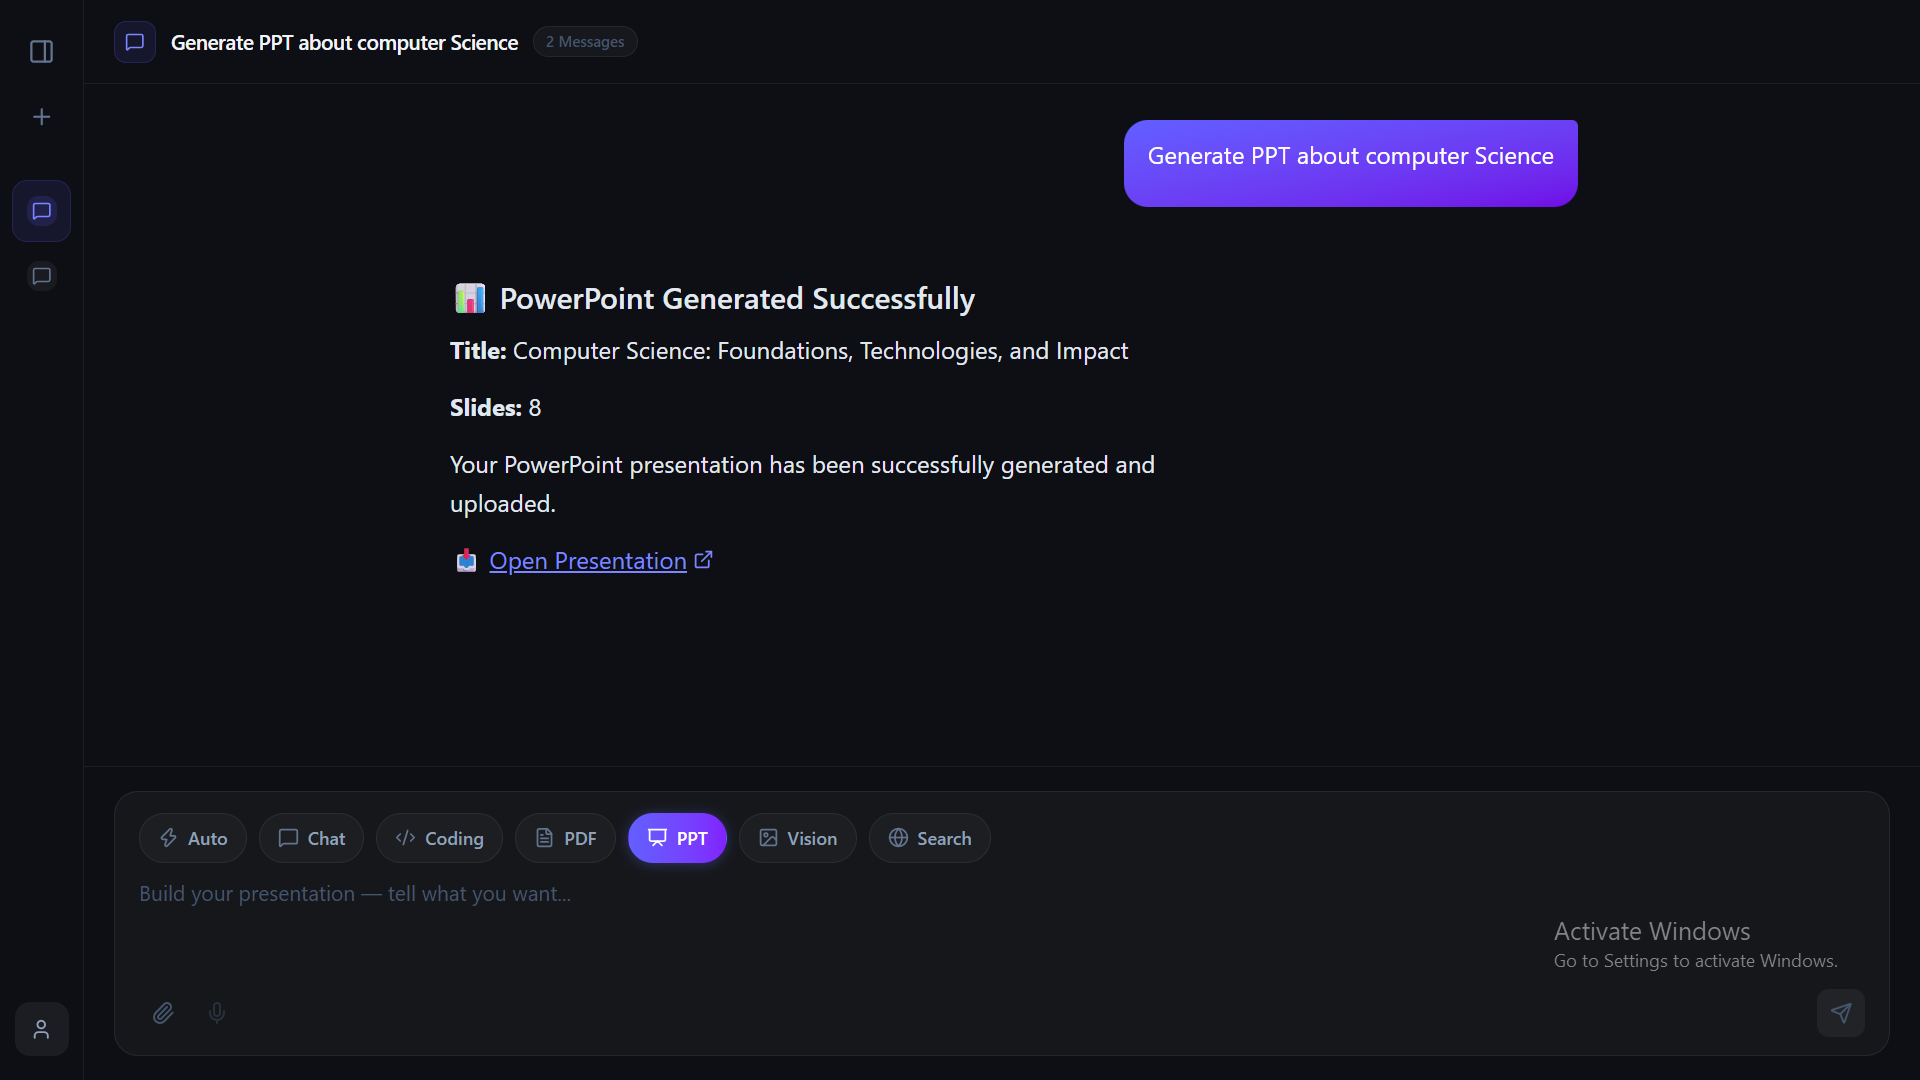 Generate PPT about computer Science
2 Messages
Generate PPT about computer Science
PowerPoint Generated Successfully
Title: Computer Science: Foundations, Technologies, and Impact
Slides: 8
Your PowerPoint presentation has been successfully generated and
uploaded.
Open Presentation
Auto
Chat
Coding
PDF
PPT
Vision
Search
Build your presentation — tell what you want...
Activate Windows
Go to Settings to activate Windows.